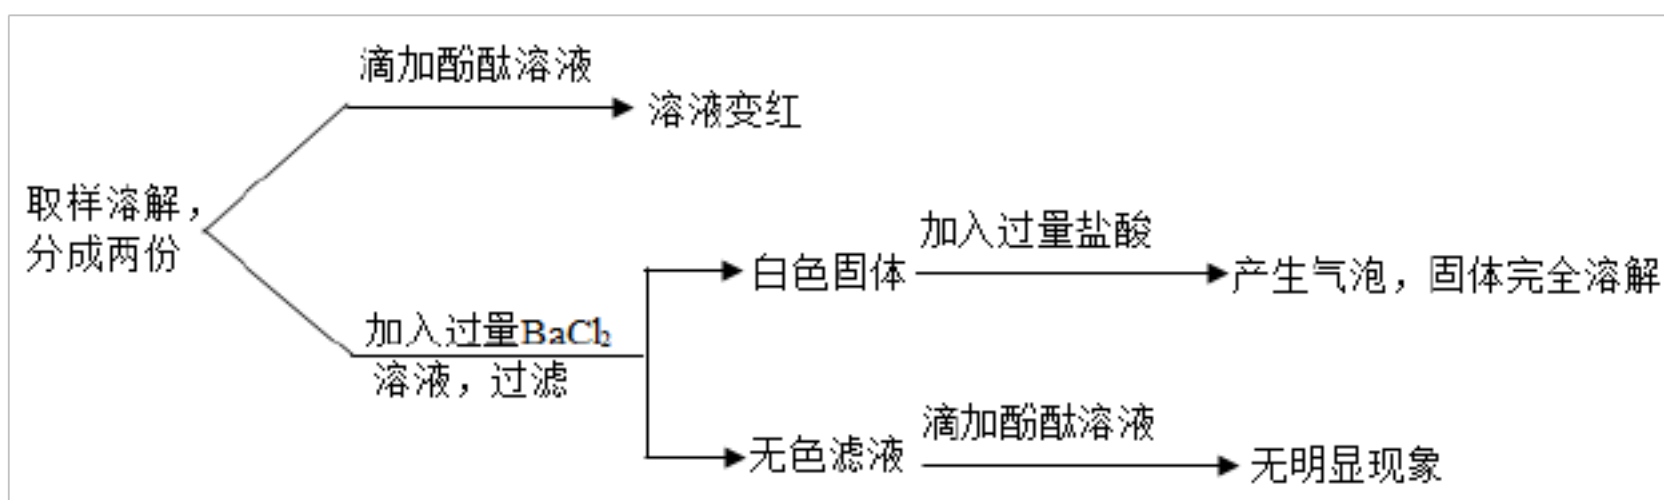 滴加酚酞溶液
溶液变红
取样溶解，
分成两份
加入过量盐酸
白色固体
产生气泡，固体完全溶解
加入过量BaCl₂
溶液，过滤
滴加酚酞溶液
无色滤液
无明显现象